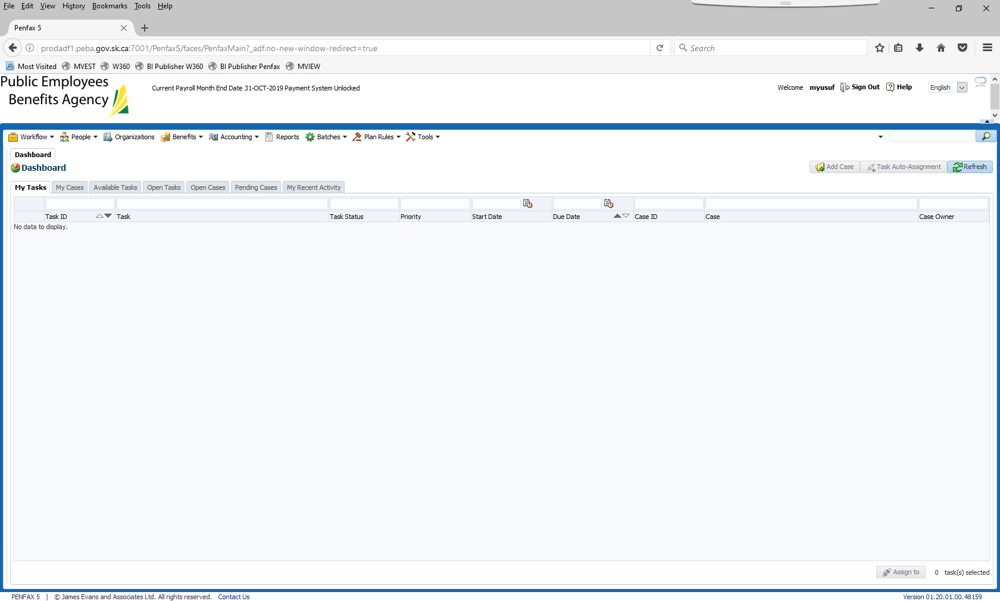 File Edit View History Bookmarks Tools Help
Penfax 5
prodadf1.peba.gov.sk.ca:7001/Penfax5/faces/PenfaxMain?_adf.no-new-window-redirect=true
Search
Most Visited MVEST W360 BI Publisher W360 BI Publisher Penfax MVIEW
Public Employees
Benefits Agency
Current Payroll Month End Date 31-OCT-2019 Payment System Unlocked
Welcome myusuf Sign Out Help English
Workflow People Organizations Benefits Accounting Reports Batches Plan Rules Tools
Dashboard
Dashboard
Add Case Task Auto-Assignment Refresh
My Tasks My Cases Available Tasks Open Tasks Open Cases Pending Cases My Recent Activity
Task ID Task Task Status Priority Start Date Due Date Case ID Case Case Owner
No data to display.
Assign to 0 task(s) selected
PENFAX 5 | © James Evans and Associates Ltd. All rights reserved. Contact Us
Version 01.20.01.00.48159